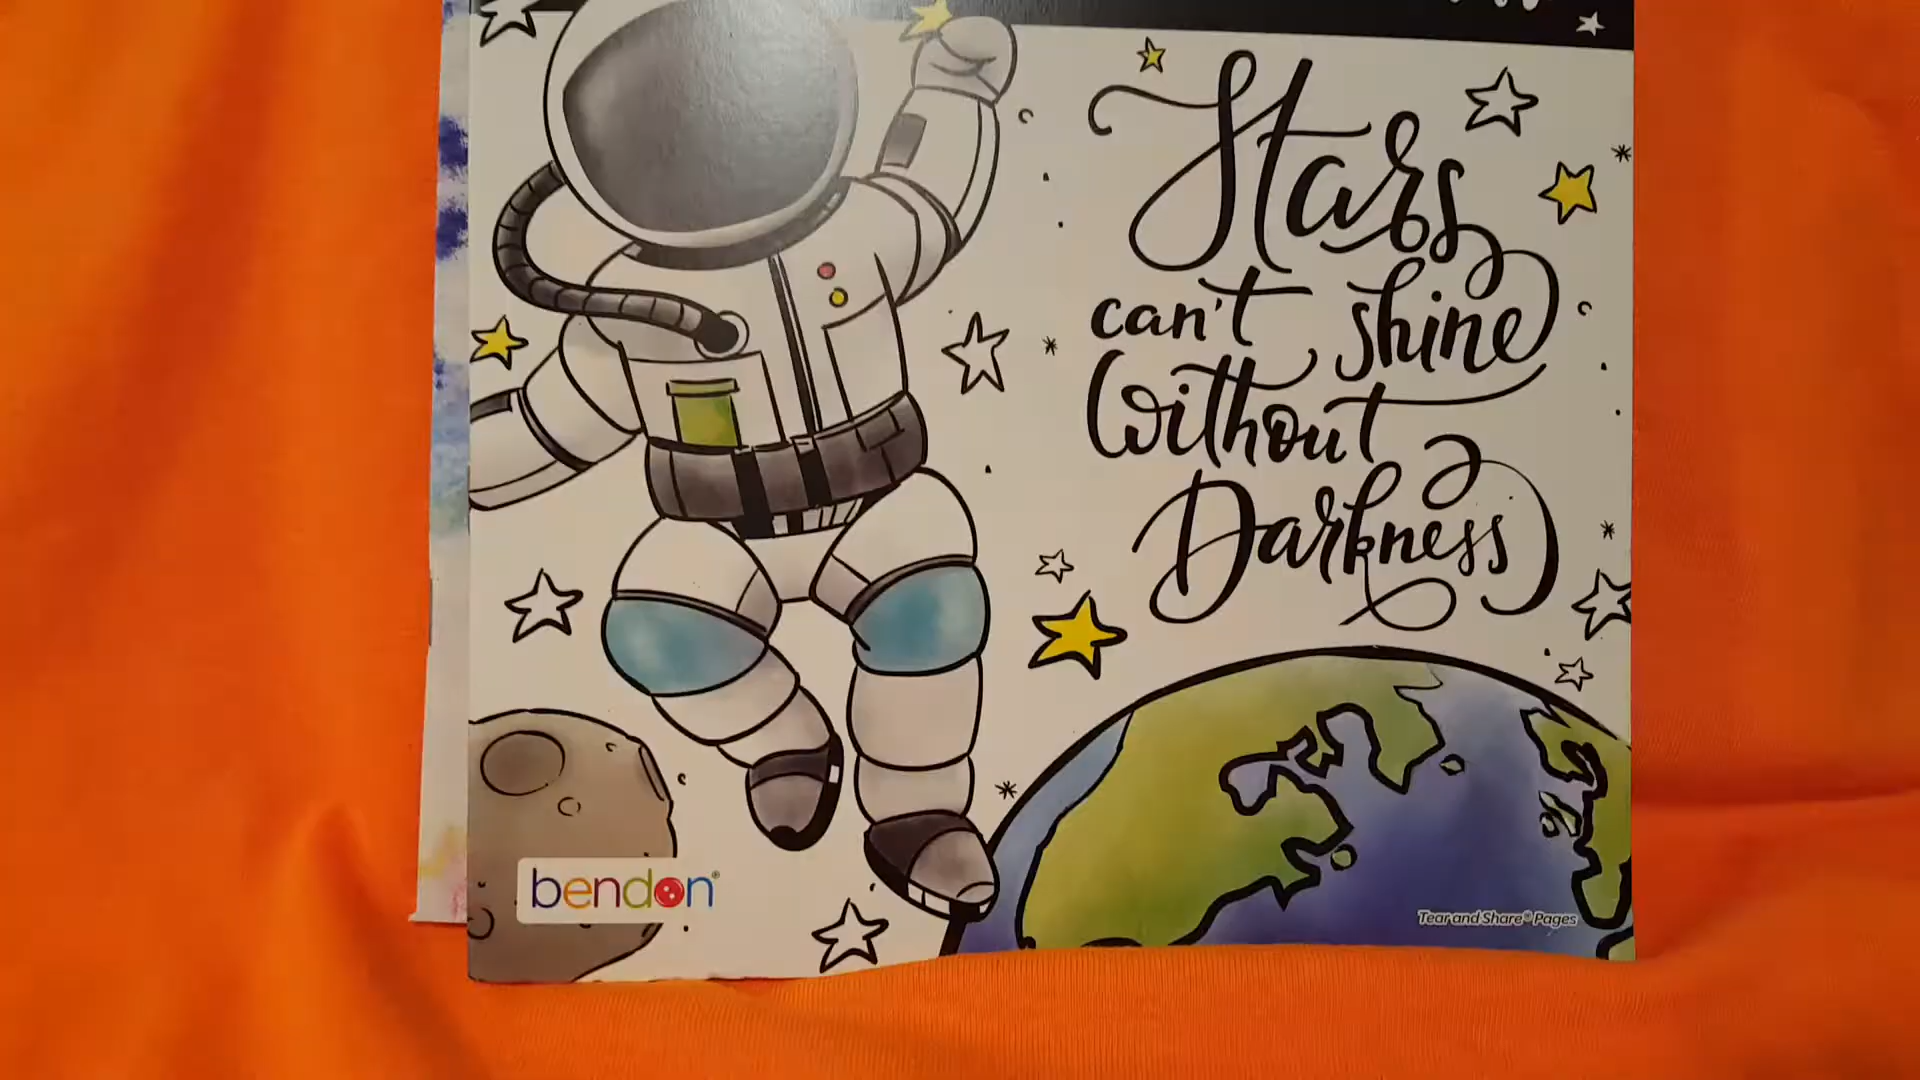 Stars
can't shine
Without
Darkness
bendon®
Tear and Share® Pages